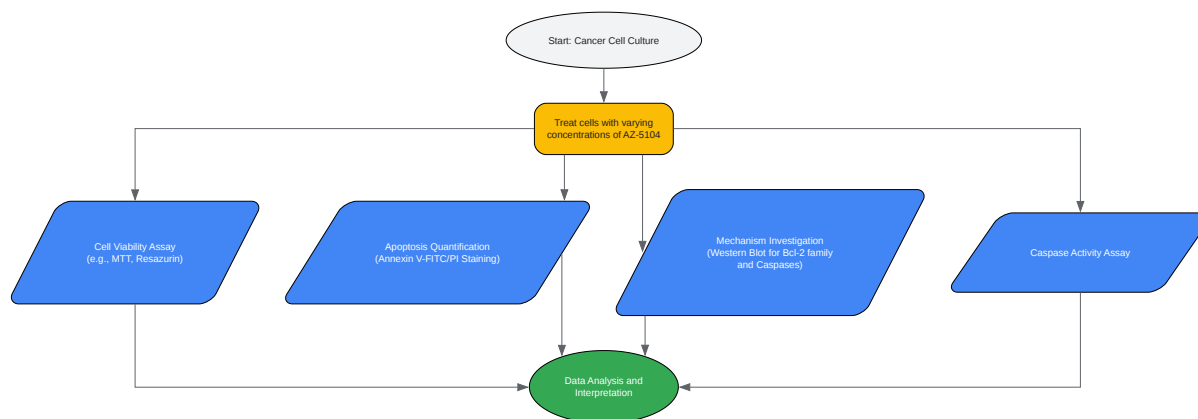 Start: Cancer Cell Culture
Treat cells with varying
concentrations of AZ-5104
Cell Viability Assay
(e.g., MTT, Resazurin)
Apoptosis Quantification
(Annexin V-FITC/PI Staining)
Mechanism Investigation
(Western Blot for Bcl-2 family
and Caspases)
Caspase Activity Assay
Data Analysis and
Interpretation